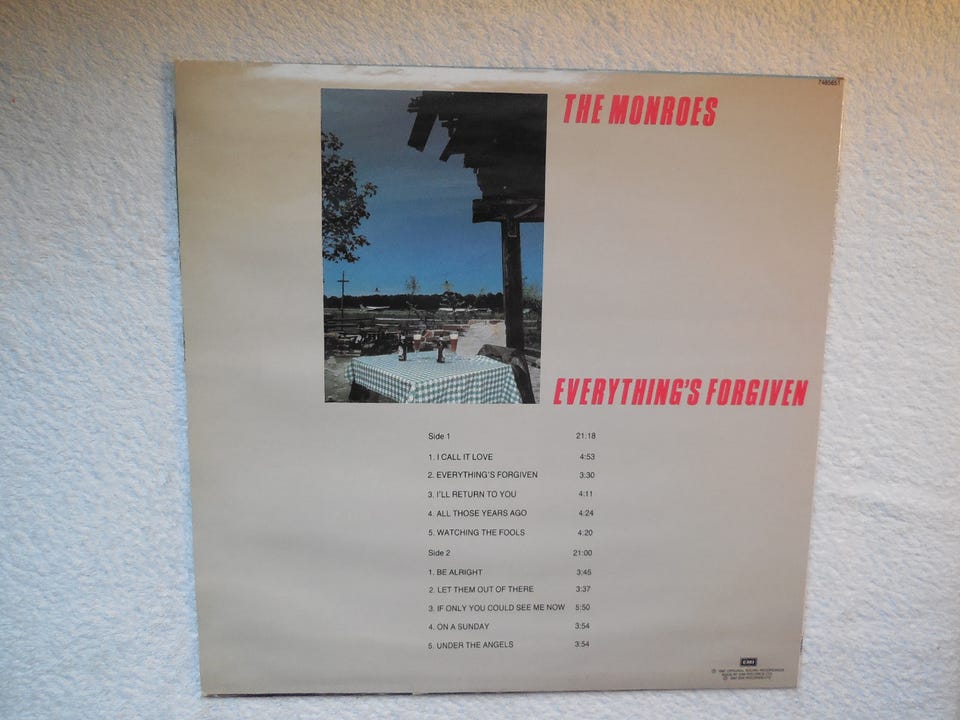 7485651
THE MONROES
EVERYTHING'S FORGIVEN
Side 1 21:18
1. I CALL IT LOVE 4:53
2. EVERYTHING'S FORGIVEN 3:30
3. I'LL RETURN TO YOU 4:11
4. ALL THOSE YEARS AGO 4:24
5. WATCHING THE FOOLS 4:20
Side 2 21:00
1. BE ALRIGHT 3:45
2. LET THEM OUT OF THERE 3:37
3. IF ONLY YOU COULD SEE ME NOW 5:50
4. ON A SUNDAY 3:54
5. UNDER THE ANGELS 3:54
EMI